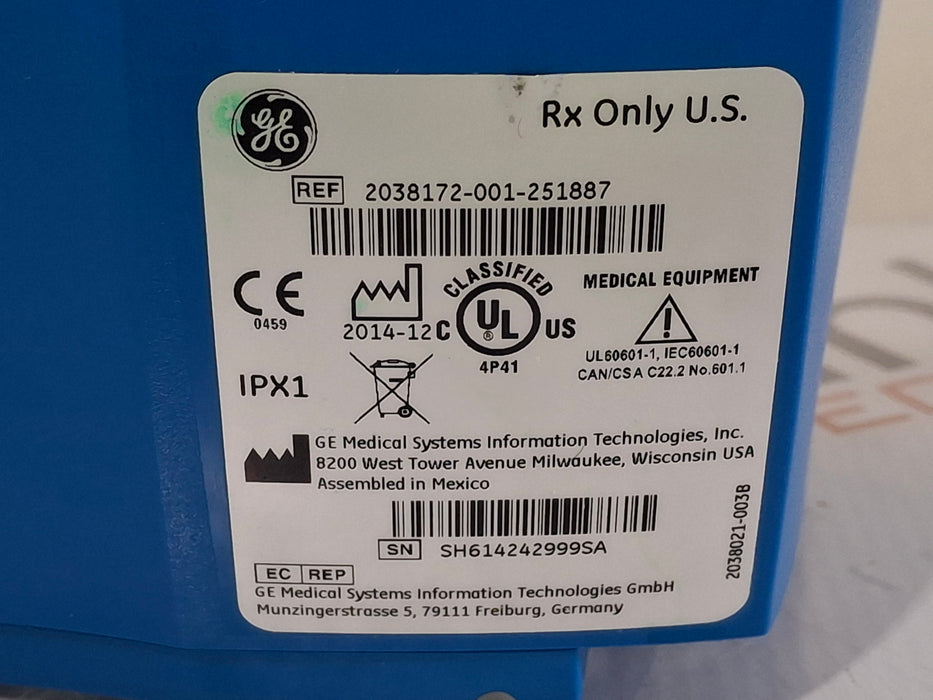 GE
Rx Only U.S.
REF 2038172-001-251887
CE
0459
2014-12
C CLASSIFIED UL® US
4P41
MEDICAL EQUIPMENT
UL60601-1, IEC60601-1
CAN/CSA C22.2 No.601.1
IPX1
GE Medical Systems Information Technologies, Inc.
8200 West Tower Avenue Milwaukee, Wisconsin USA
Assembled in Mexico
SN SH614242999SA
2038021-003B
EC REP
GE Medical Systems Information Technologies GmbH
Munzingerstrasse 5, 79111 Freiburg, Germany